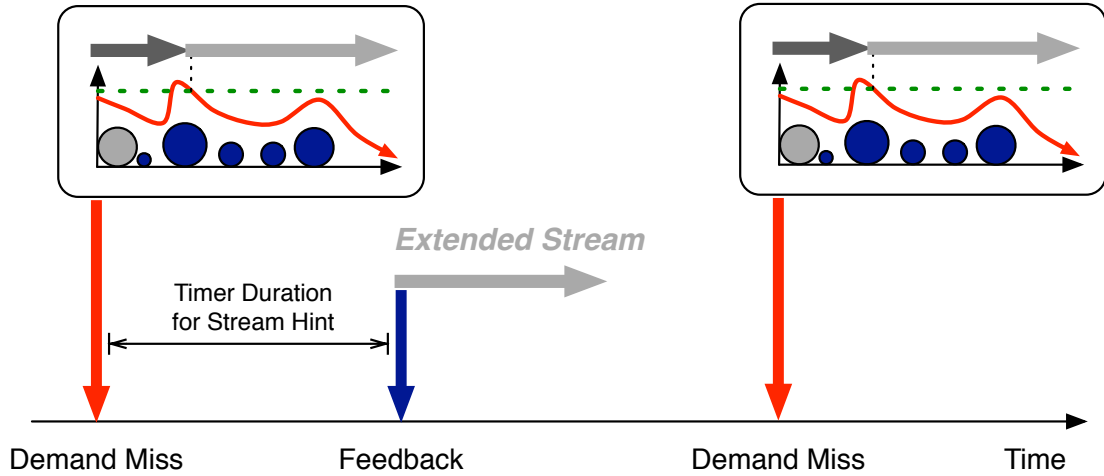 Extended Stream
Timer Duration
for Stream Hint
Demand Miss
Feedback
Demand Miss
Time